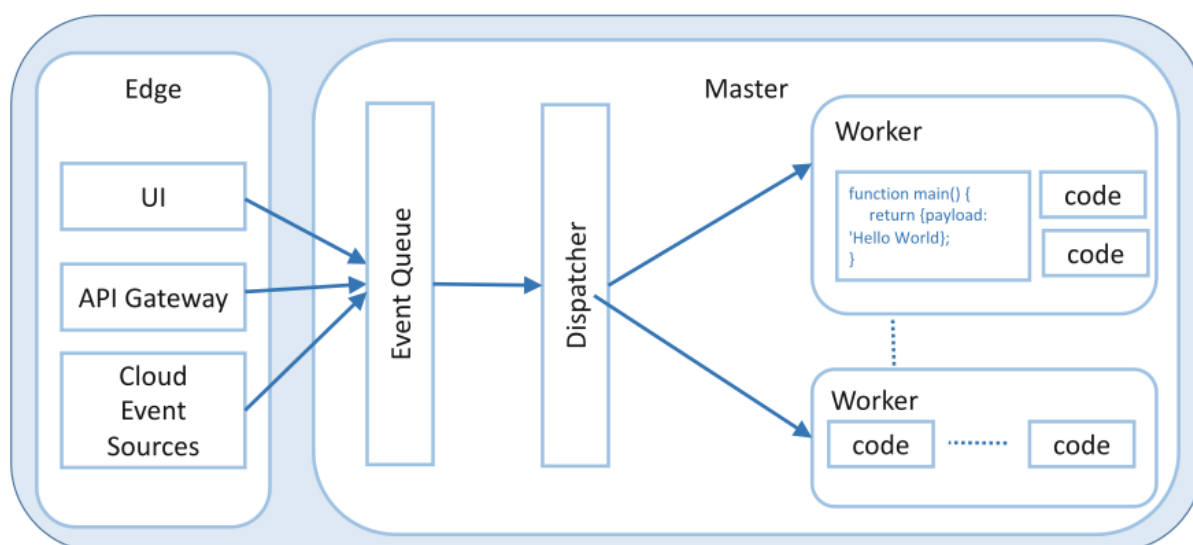 Edge
UI
API Gateway
Cloud
Event
Sources
Master
Event Queue
Dispatcher
Worker
function main() {
return {payload:
'Hello World};
}
code
code
Worker
code
code